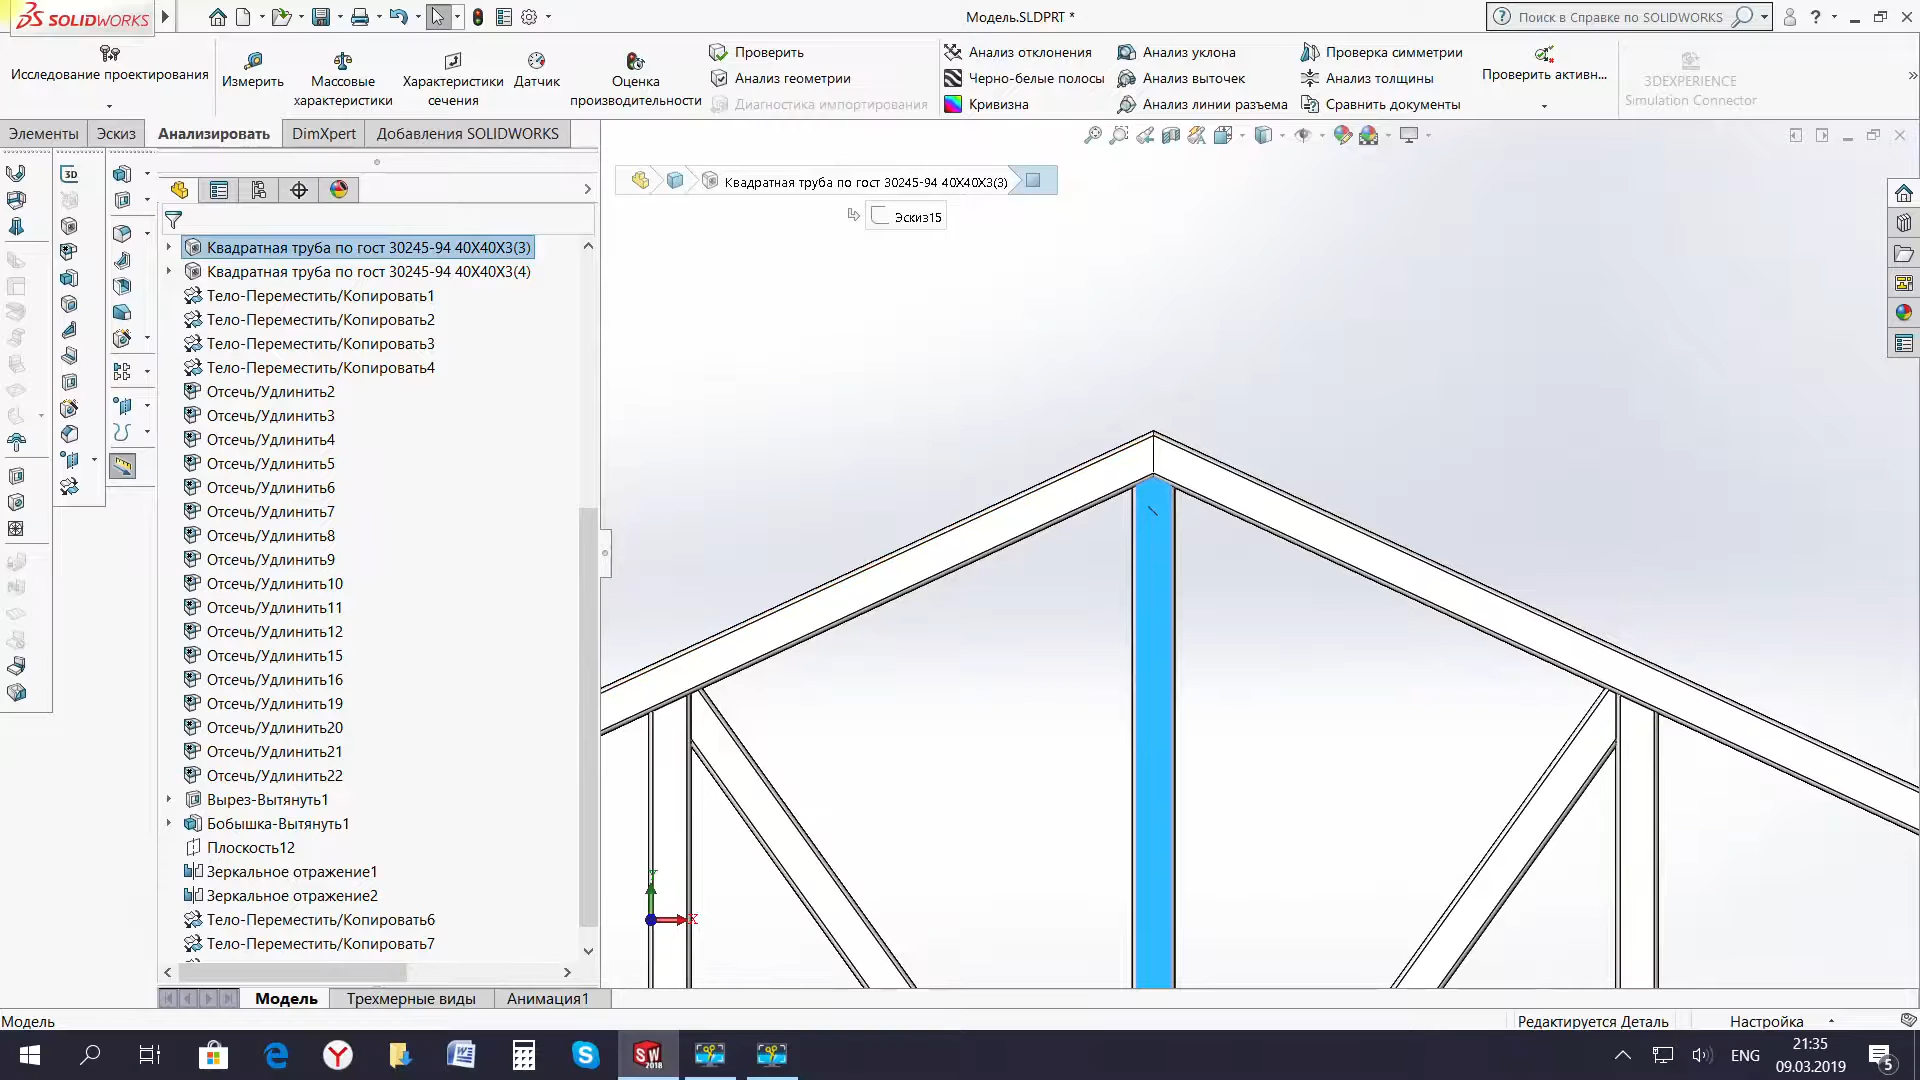 SOLIDWORKS
Модель.SLDPRT *
Поиск в Справке по SOLIDWORKS
Исследование проектирования
Измерить
Массовые
характеристики
Характеристики
сечения
Датчик
Оценка
производительности
Проверить
Анализ геометрии
Диагностика импортирования
Анализ отклонения
Черно-белые полосы
Кривизна
Анализ уклона
Анализ выточек
Анализ линии разъема
Проверка симметрии
Анализ толщины
Сравнить документы
Проверить активн...
3DEXPERIENCE
Simulation Connector
Элементы
Эскиз
Анализировать
DimXpert
Добавления SOLIDWORKS
3D
Квадратная труба по гост 30245-94 40X40X3(3)
Эскиз15
Квадратная труба по гост 30245-94 40X40X3(3)
Квадратная труба по гост 30245-94 40X40X3(4)
Тело-Переместить/Копировать1
Тело-Переместить/Копировать2
Тело-Переместить/Копировать3
Тело-Переместить/Копировать4
Отсечь/Удлинить2
Отсечь/Удлинить3
Отсечь/Удлинить4
Отсечь/Удлинить5
Отсечь/Удлинить6
Отсечь/Удлинить7
Отсечь/Удлинить8
Отсечь/Удлинить9
Отсечь/Удлинить10
Отсечь/Удлинить11
Отсечь/Удлинить12
Отсечь/Удлинить15
Отсечь/Удлинить16
Отсечь/Удлинить19
Отсечь/Удлинить20
Отсечь/Удлинить21
Отсечь/Удлинить22
Вырез-Вытянуть1
Бобышка-Вытянуть1
Плоскость12
Зеркальное отражение1
Зеркальное отражение2
Тело-Переместить/Копировать6
Тело-Переместить/Копировать7
Y
X
Модель
Трехмерные виды
Анимация1
Модель
Редактируется Деталь
Настройка
SW
2018
ENG
21:35
09.03.2019
5